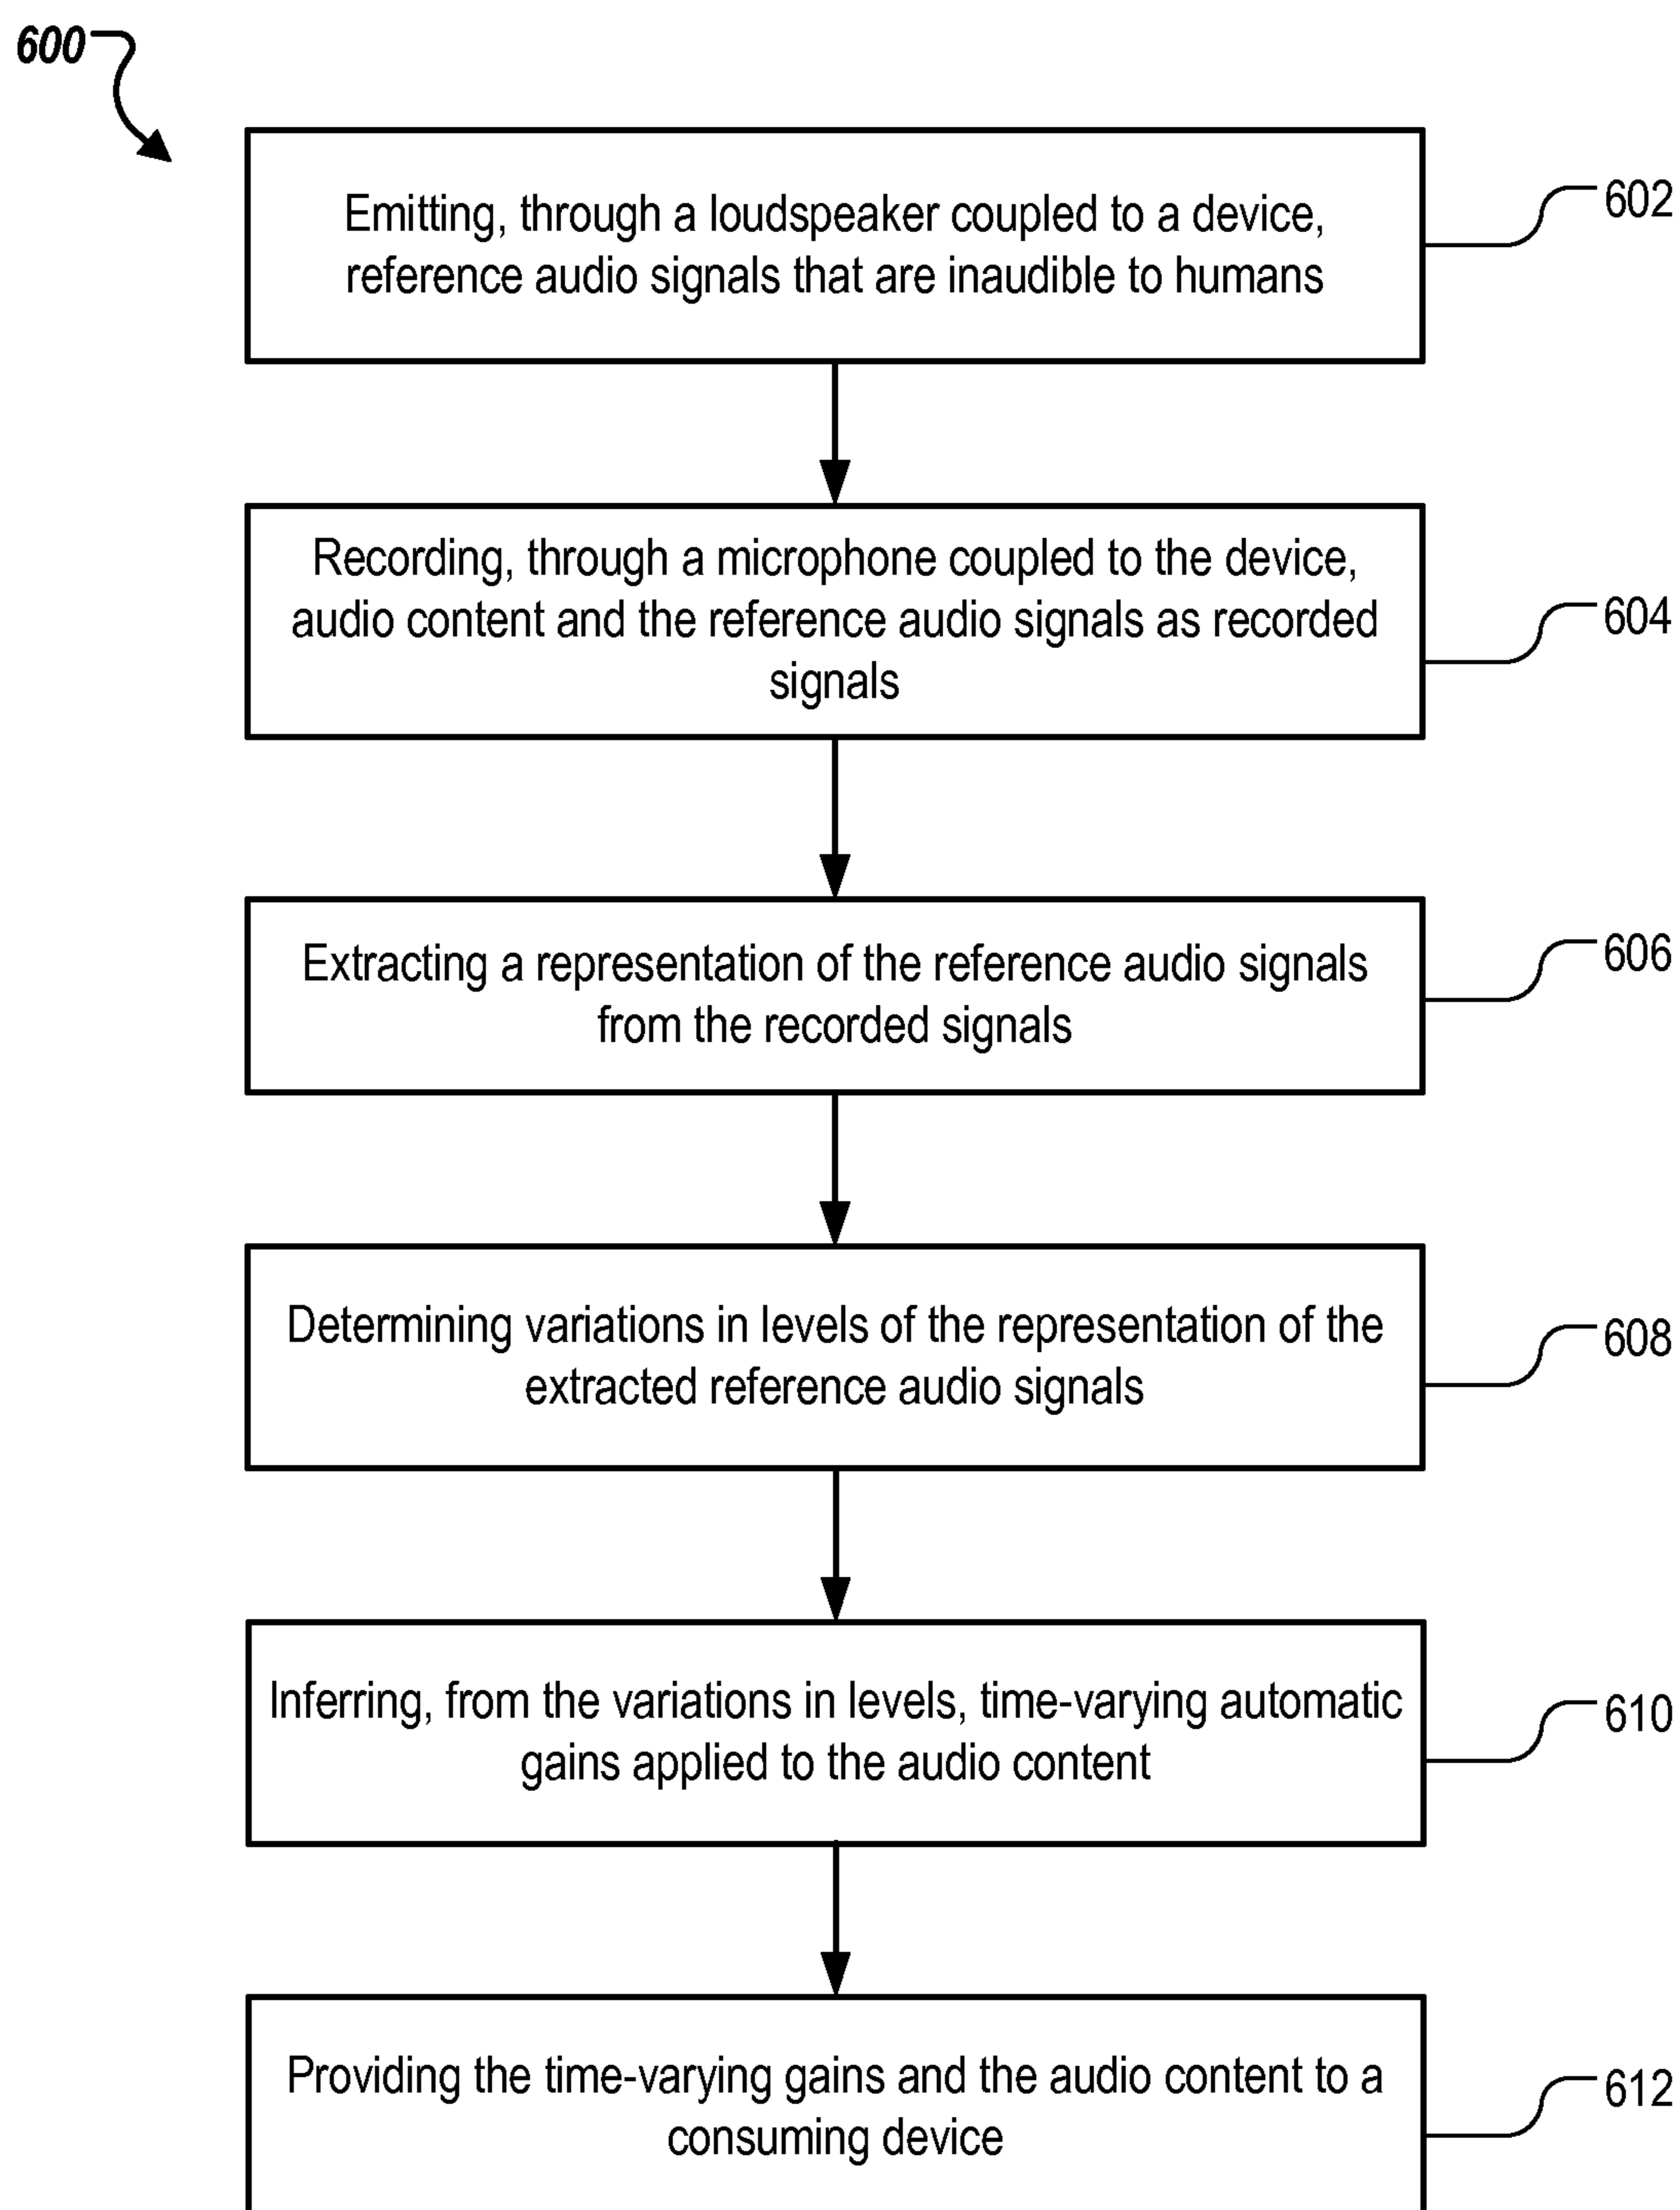 600
Emitting, through a loudspeaker coupled to a device,
reference audio signals that are inaudible to humans
602
Recording, through a microphone coupled to the device,
audio content and the reference audio signals as recorded
signals
604
Extracting a representation of the reference audio signals
from the recorded signals
606
Determining variations in levels of the representation of the
extracted reference audio signals
608
Inferring, from the variations in levels, time-varying automatic
gains applied to the audio content
610
Providing the time-varying gains and the audio content to a
consuming device
612